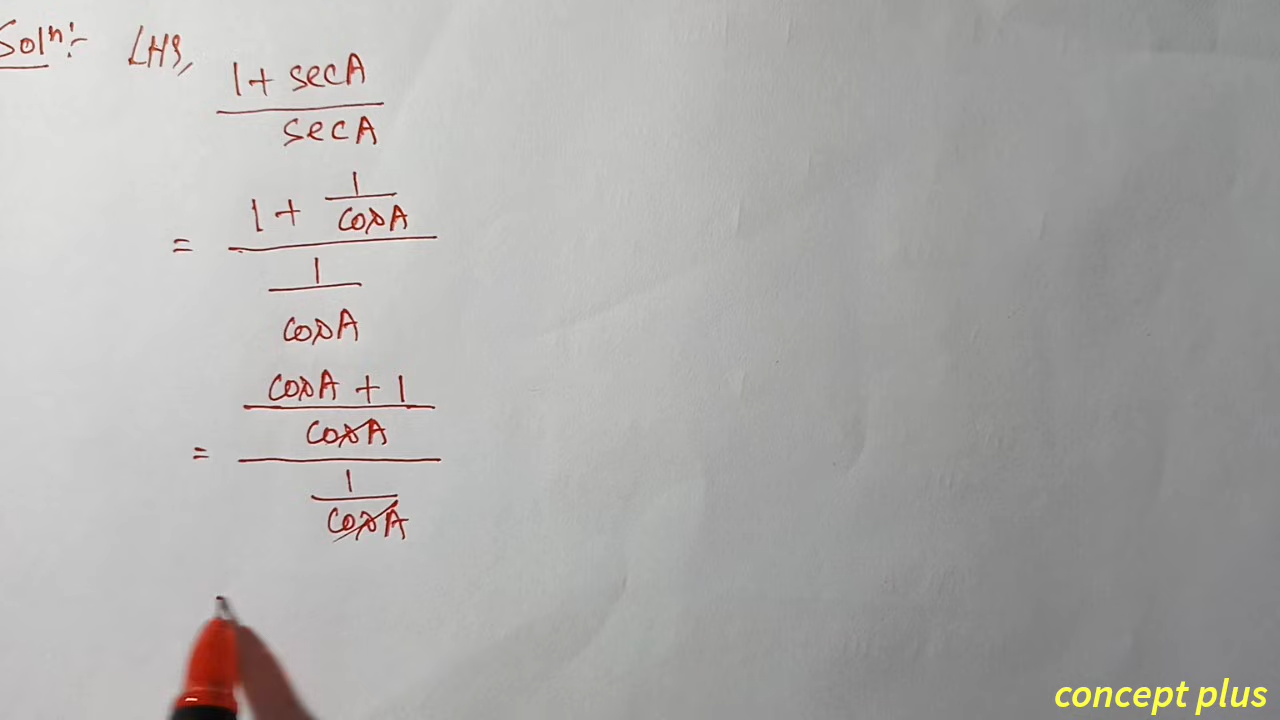 Solⁿ:- LHS,
1 + secA
secA
1 + 1/cosA
=
1
cosA
cosA + 1
cosA
=
1
cosA
concept plus